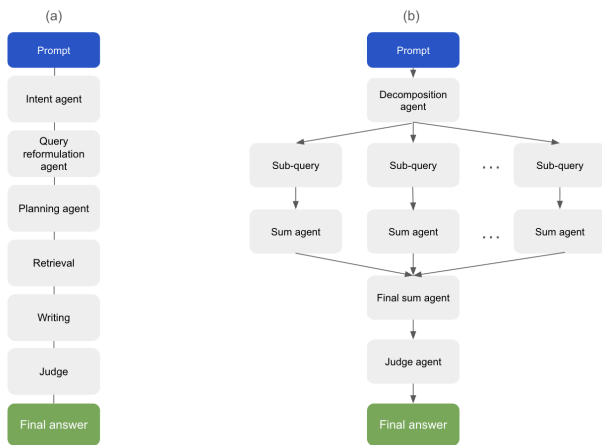 (a)
Prompt
Intent agent
Query
reformulation
agent
Planning agent
Retrieval
Writing
Judge
Final answer
(b)
Prompt
Decomposition
agent
Sub-query
Sub-query
...
Sub-query
Sum agent
Sum agent
...
Sum agent
Final sum agent
Judge agent
Final answer